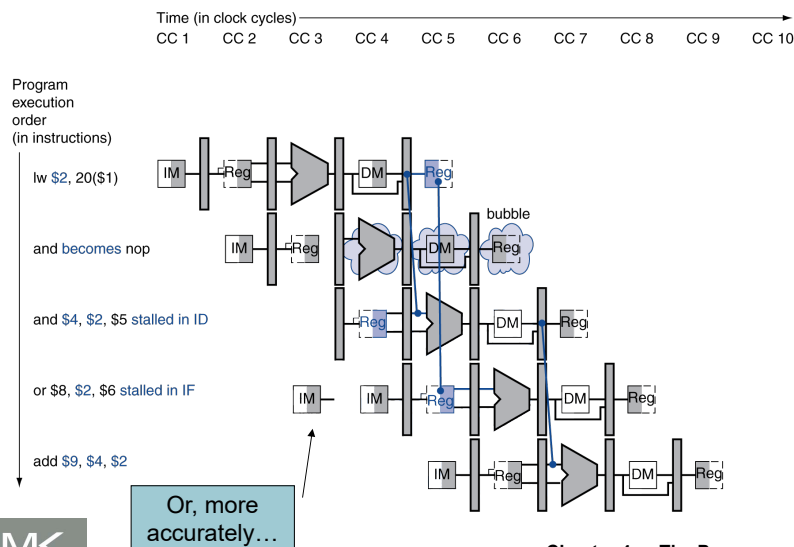 Time (in clock cycles)
CC 1 CC 2 CC 3 CC 4 CC 5 CC 6 CC 7 CC 8 CC 9 CC 10
Program
execution
order
(in instructions)
lw $2, 20($1)
IM Reg DM Reg
bubble
and becomes nop
IM Reg DM Reg
and $4, $2, $5 stalled in ID
Reg DM Reg
or $8, $2, $6 stalled in IF
IM IM Reg DM Reg
add $9, $4, $2
IM Reg DM Reg
Or, more
accurately…